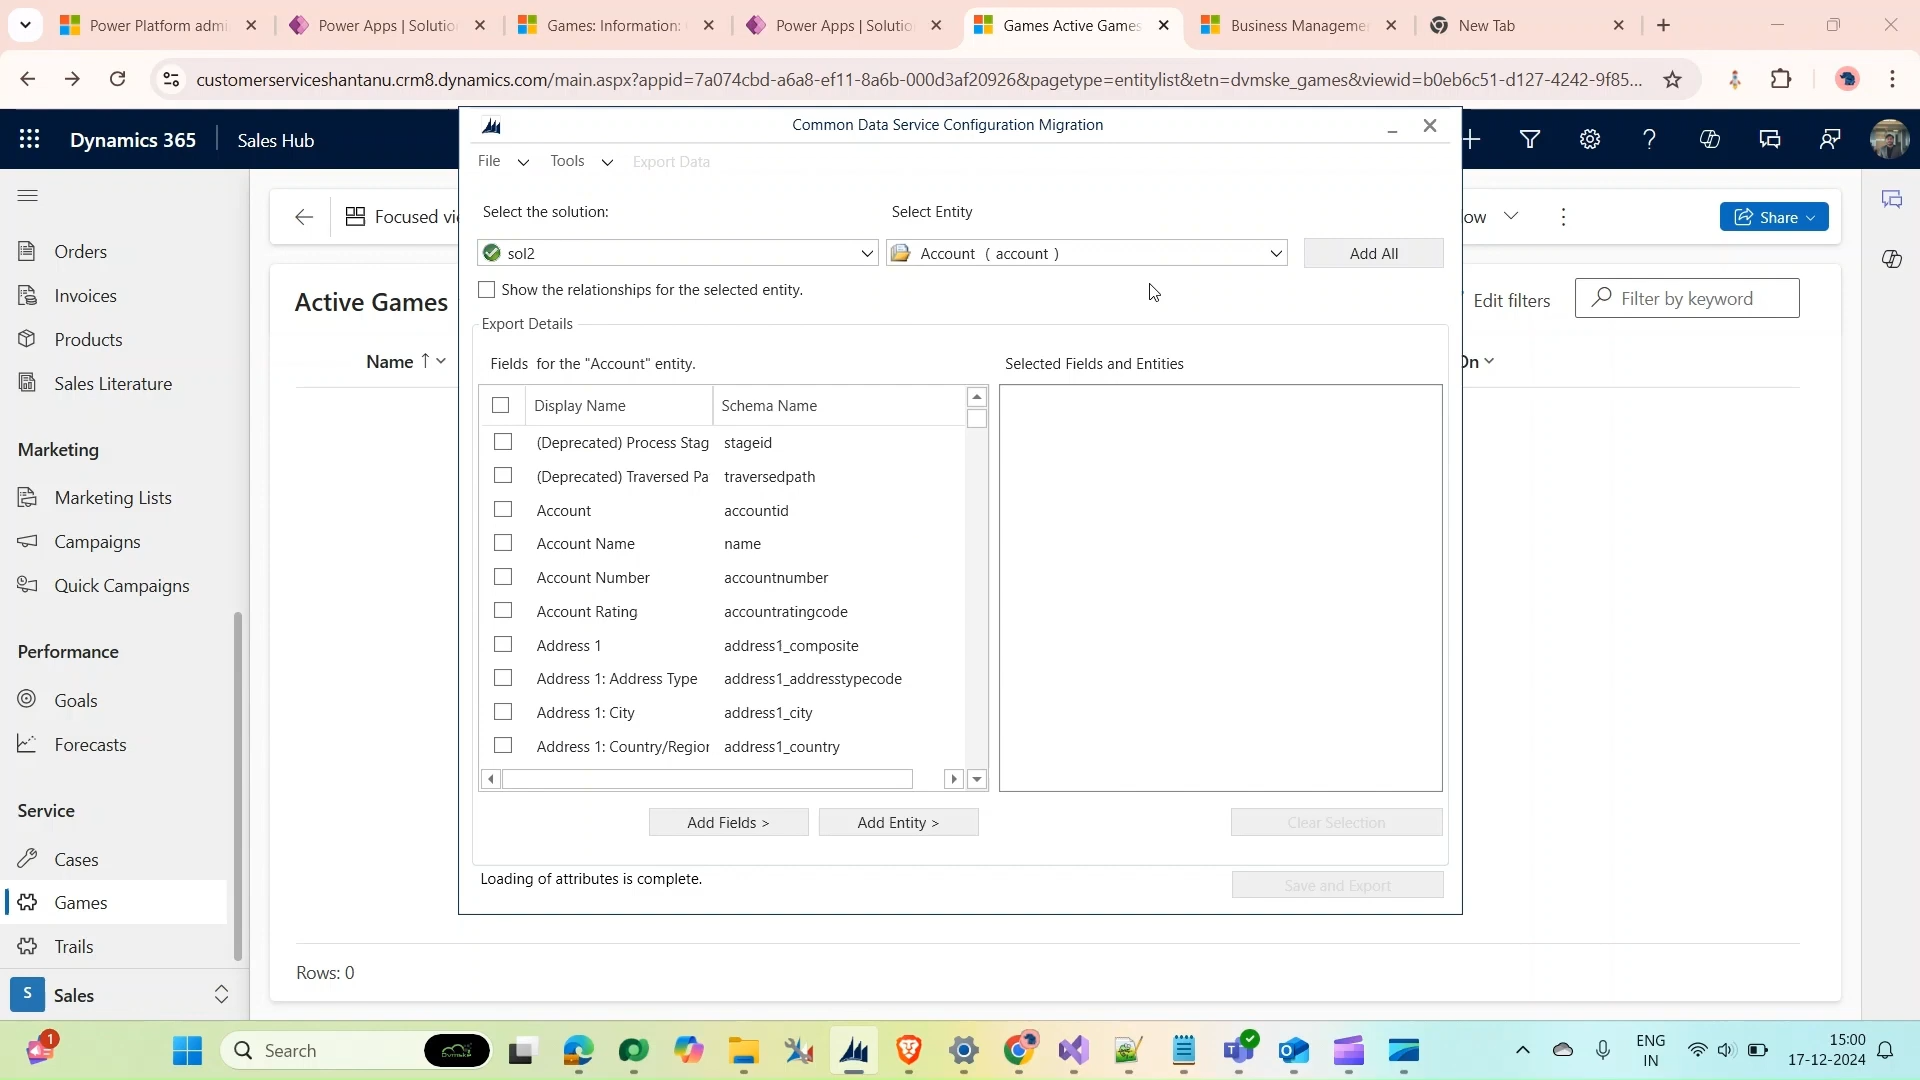 Power Platform admi
Power Apps | Solutio
Games: Information:
Power Apps | Solutio
Games Active Games
Business Manageme
New Tab
customerserviceshantanu.crm8.dynamics.com/main.aspx?appid=7a074cbd-a6a8-ef11-8a6b-000d3af20926&pagetype=entitylist&etn=dvmske_games&viewid=b0eb6c51-d127-4242-9f85...
Dynamics 365
Sales Hub
Common Data Service Configuration Migration
File
Tools
Export Data
Select the solution:
Select Entity
sol2
Account ( account )
Add All
Show the relationships for the selected entity.
Export Details
Fields for the "Account" entity.
Selected Fields and Entities
Display Name
Schema Name
(Deprecated) Process Stag stageid
(Deprecated) Traversed Pa traversedpath
Account accountid
Account Name name
Account Number accountnumber
Account Rating accountratingcode
Address 1 address1_composite
Address 1: Address Type address1_addresstypecode
Address 1: City address1_city
Address 1: Country/Region address1_country
Add Fields >
Add Entity >
Clear Selection
Loading of attributes is complete.
Save and Export
Focused vi
ow
Share
Active Games
Edit filters
Filter by keyword
Name
On
Rows: 0
Orders
Invoices
Products
Sales Literature
Marketing
Marketing Lists
Campaigns
Quick Campaigns
Performance
Goals
Forecasts
Service
Cases
Games
Trails
S
Sales
1
Search
Dvmske
ENG
IN
15:00
17-12-2024